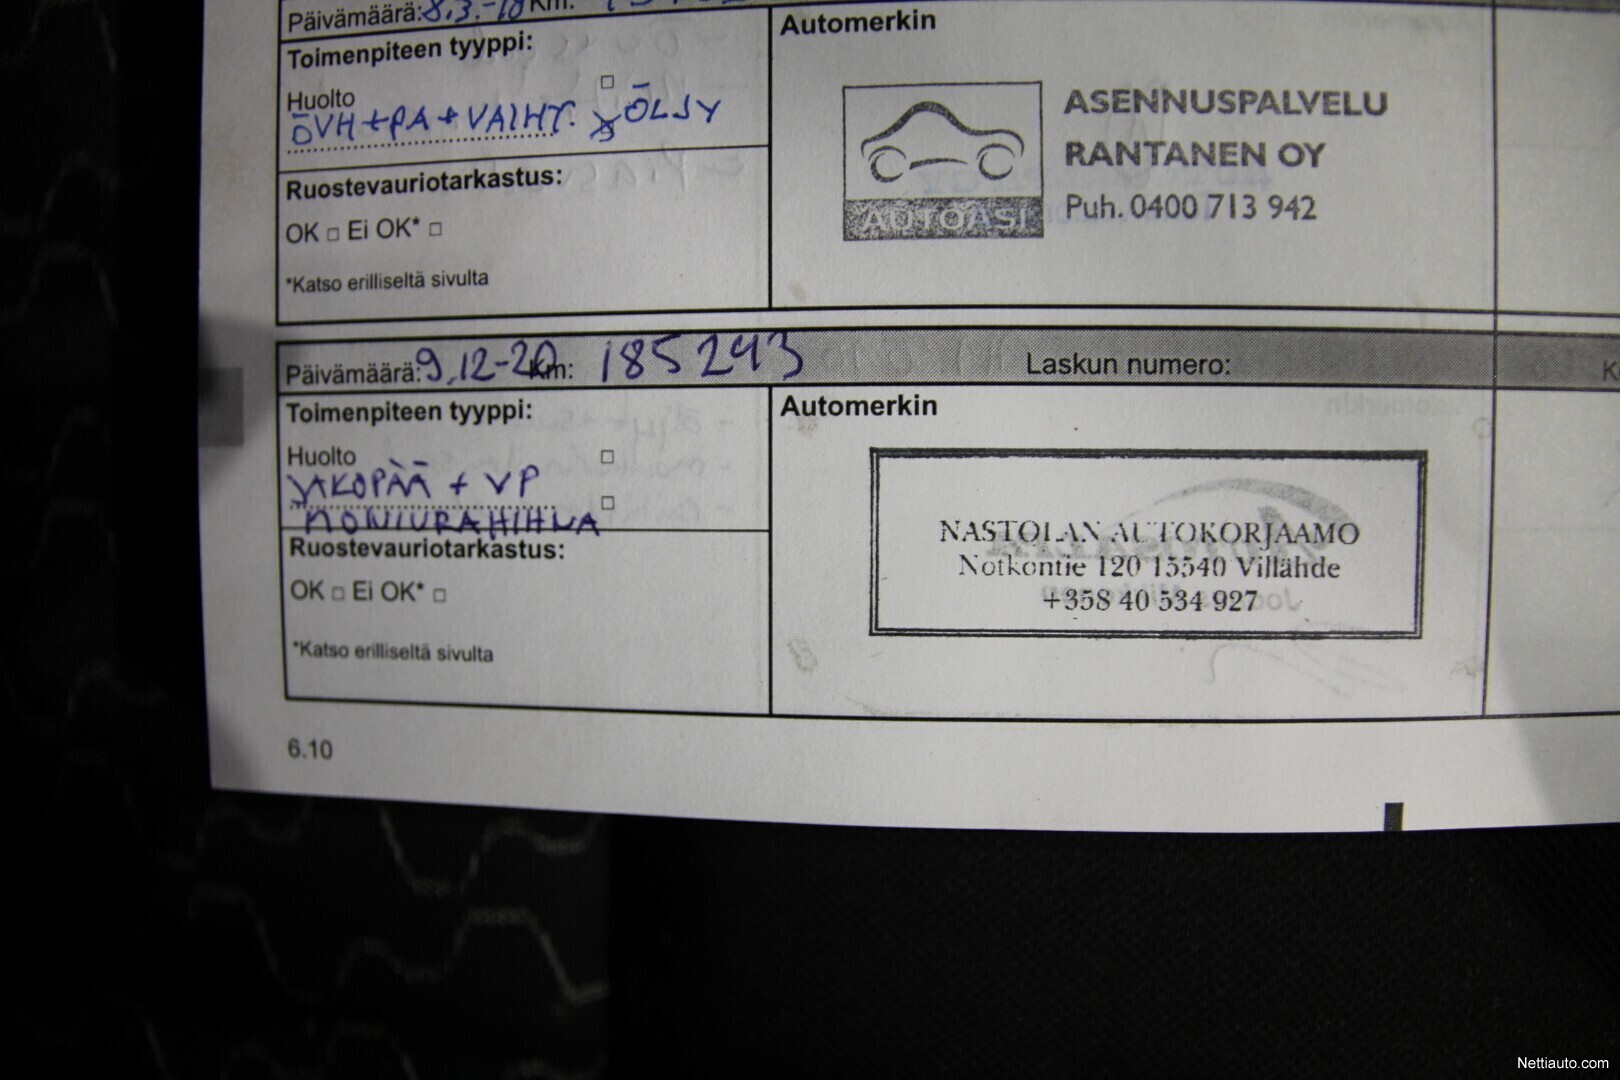 Päivämäärä: 8.3.-18 Km:
Toimenpiteen tyyppi:
Huolto
ÖVH + PA + VAIHT. ÖLJY
Ruostevauriotarkastus:
OK □ Ei OK* □
*Katso erilliseltä sivulta
Automerkin
AUTOASI
ASENNUSPALVELU
RANTANEN OY
Puh. 0400 713 942
Päivämäärä: 9.12-20 Km: 185243 Laskun numero:
Toimenpiteen tyyppi:
Huolto
JAKOPÄÄ + VP
MONIURAHIHNA
Ruostevauriotarkastus:
OK □ Ei OK* □
*Katso erilliseltä sivulta
Automerkin
NASTOLAN AUTOKORJAAMO
Notkontie 120 15540 Villähde
+358 40 534 927
6.10
Nettiauto.com